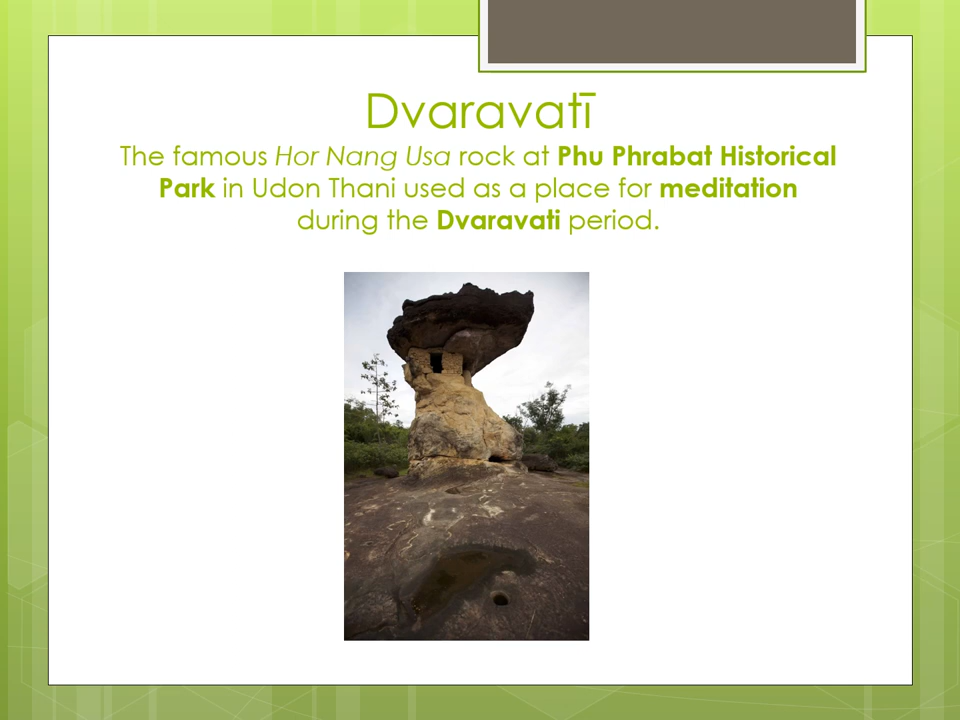 Dvaravatī
The famous Hor Nang Usa rock at Phu Phrabat Historical
Park in Udon Thani used as a place for meditation
during the Dvaravati period.